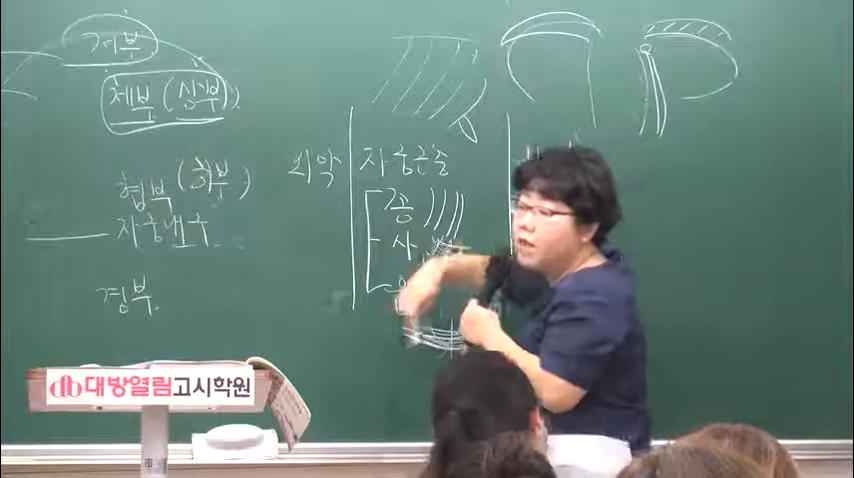 저부
체부(상부)
협부(하부)
자궁내구
경부.
외막
자궁근층
종
사
대방열림고시학원